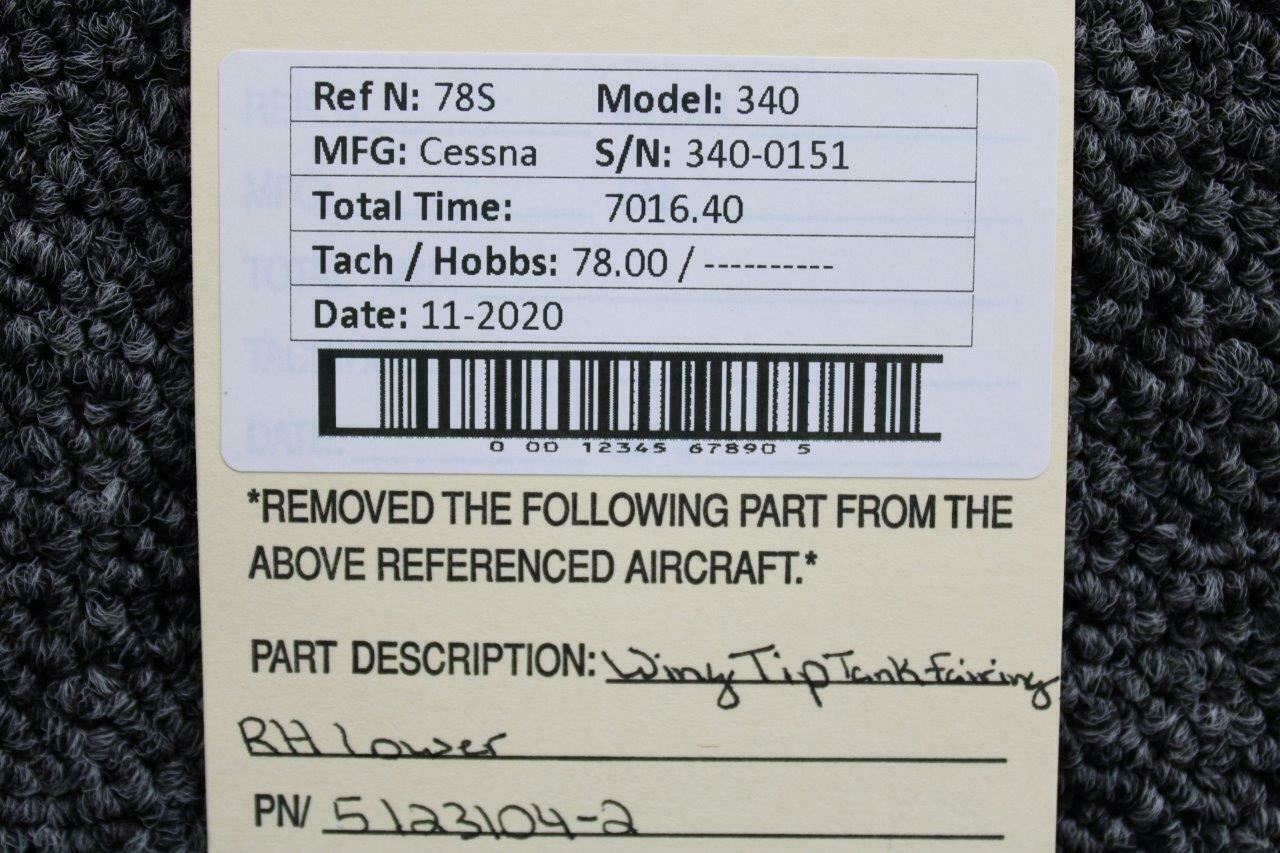 Ref N: 78S Model: 340
MFG: Cessna S/N: 340-0151
Total Time: 7016.40
Tach / Hobbs: 78.00 / ----------
Date: 11-2020
0 00 12345 67890 5
*REMOVED THE FOLLOWING PART FROM THE
ABOVE REFERENCED AIRCRAFT.*
PART DESCRIPTION: Wing Tip Tank fairing
RH lower
PN/ 5123104-2